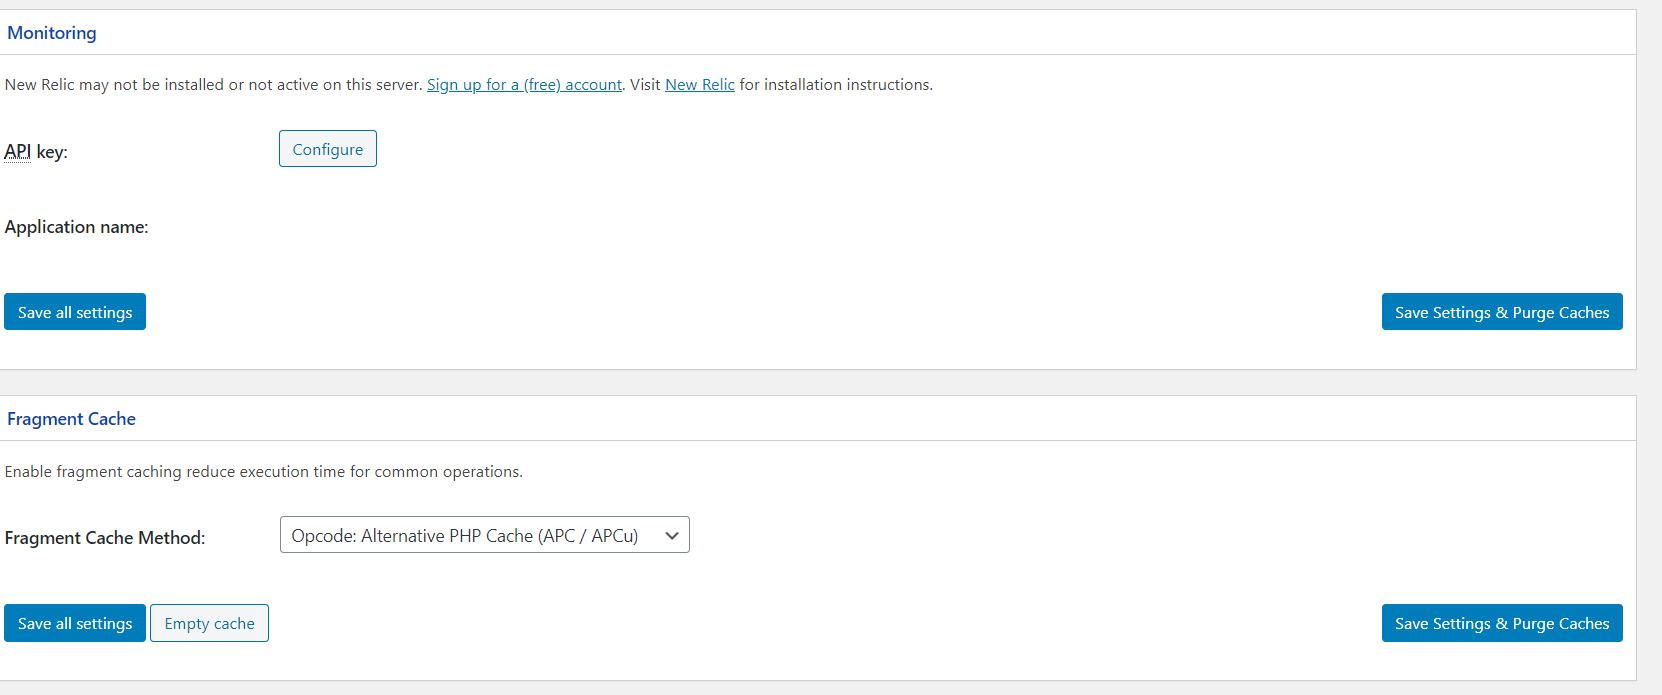 Monitoring
New Relic may not be installed or not active on this server. Sign up for a (free) account. Visit New Relic for installation instructions.
API key:
Configure
Application name:
Save all settings
Save Settings & Purge Caches
Fragment Cache
Enable fragment caching reduce execution time for common operations.
Fragment Cache Method:
Opcode: Alternative PHP Cache (APC / APCu)
Save all settings
Empty cache
Save Settings & Purge Caches